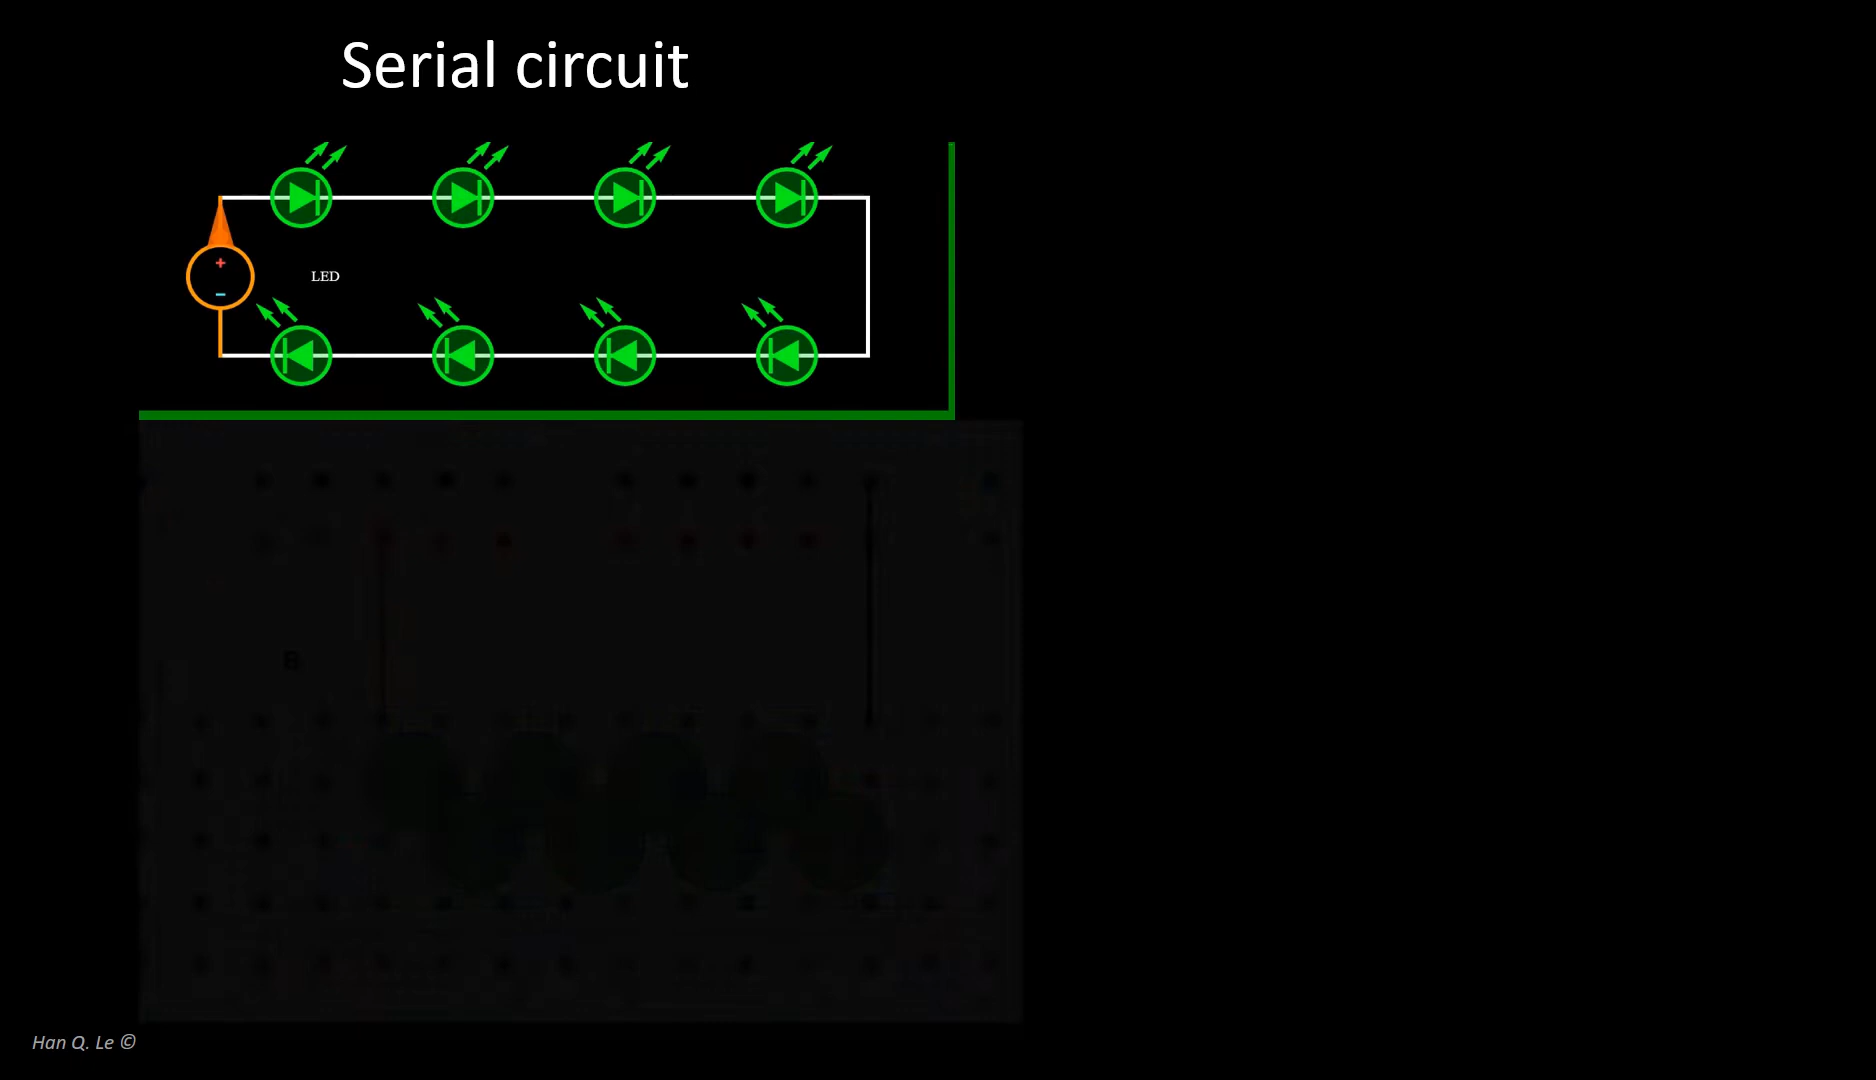 Serial circuit
+
LED
−
B
Han Q. Le ©